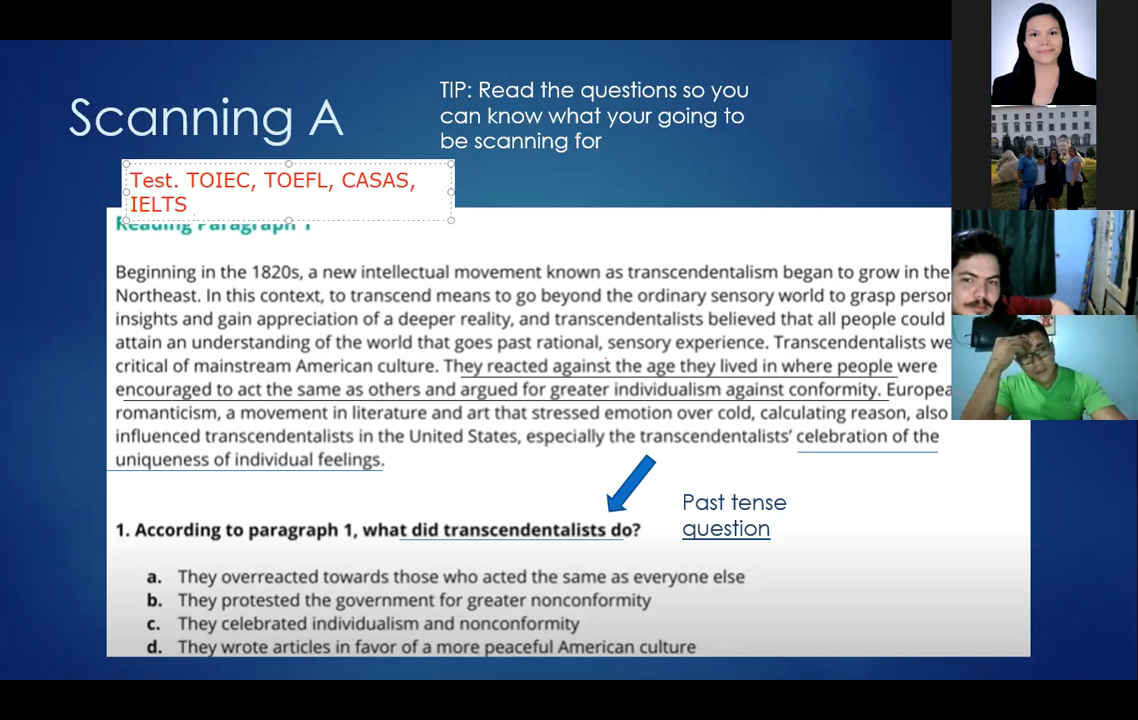 Scanning A
TIP: Read the questions so you
can know what your going to
be scanning for
Test. TOIEC, TOEFL, CASAS,
IELTS
Reading Paragraph 1
Beginning in the 1820s, a new intellectual movement known as transcendentalism began to grow in the
Northeast. In this context, to transcend means to go beyond the ordinary sensory world to grasp
insights and gain appreciation of a deeper reality, and transcendentalists believed that all people could
attain an understanding of the world that goes past rational, sensory experience. Transcendentalists
critical of mainstream American culture. They reacted against the age they lived in where people were
encouraged to act the same as others and argued for greater individualism against conformity.
romanticism, a movement in literature and art that stressed emotion over cold, calculating reason, also
influenced transcendentalists in the United States, especially the transcendentalists’ celebration of the
uniqueness of individual feelings.
Past tense
question
1. According to paragraph 1, what did transcendentalists do?
a. They overreacted towards those who acted the same as everyone else
b. They protested the government for greater nonconformity
c. They celebrated individualism and nonconformity
d. They wrote articles in favor of a more peaceful American culture